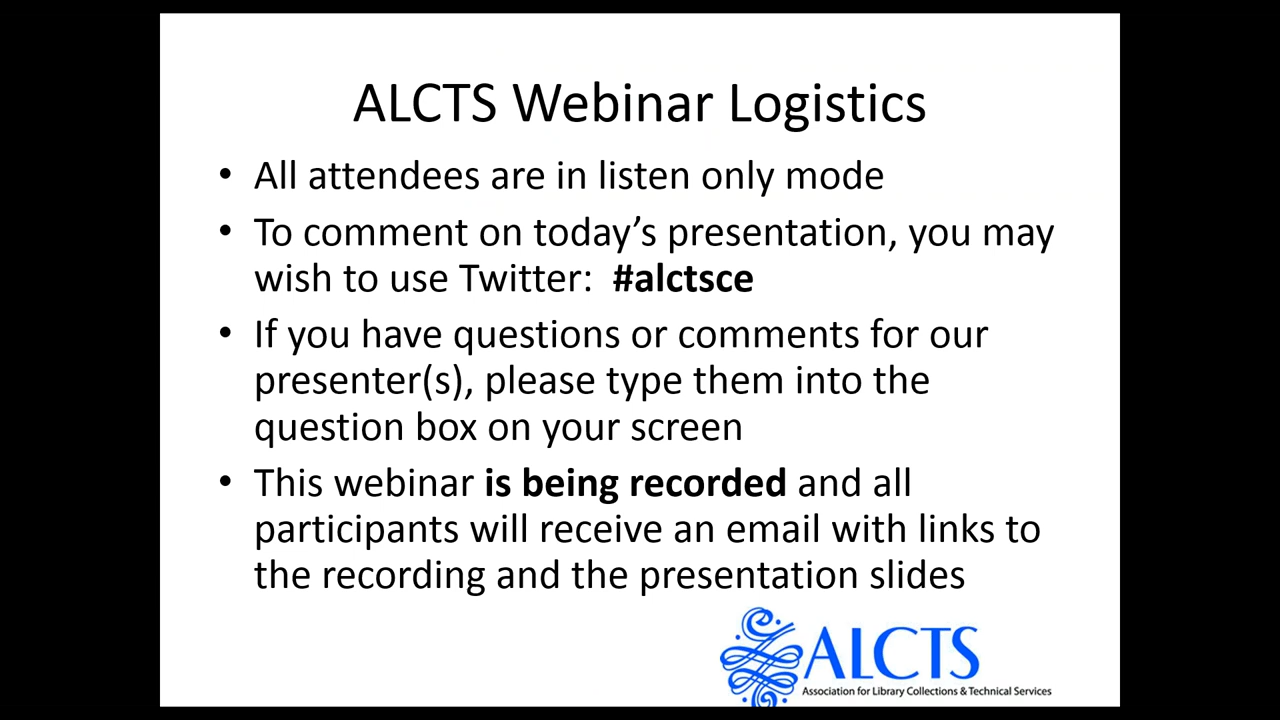 ALCTS Webinar Logistics
• All attendees are in listen only mode
• To comment on today’s presentation, you may
wish to use Twitter:  #alctsce
• If you have questions or comments for our
presenter(s), please type them into the
question box on your screen
• This webinar is being recorded and all
participants will receive an email with links to
the recording and the presentation slides
ALCTS
Association for Library Collections & Technical Services